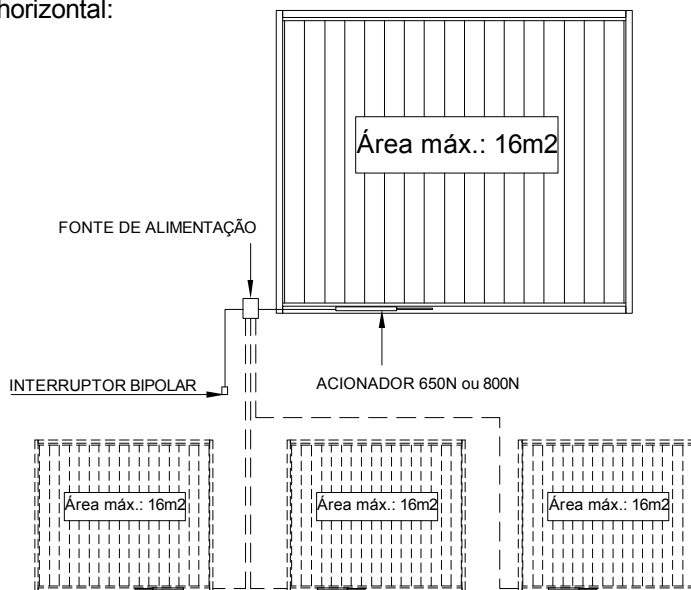 horizontal:
Área máx.: 16m2
FONTE DE ALIMENTAÇÃO
INTERRUPTOR BIPOLAR
ACIONADOR 650N ou 800N
Área máx.: 16m2
Área máx.: 16m2
Área máx.: 16m2